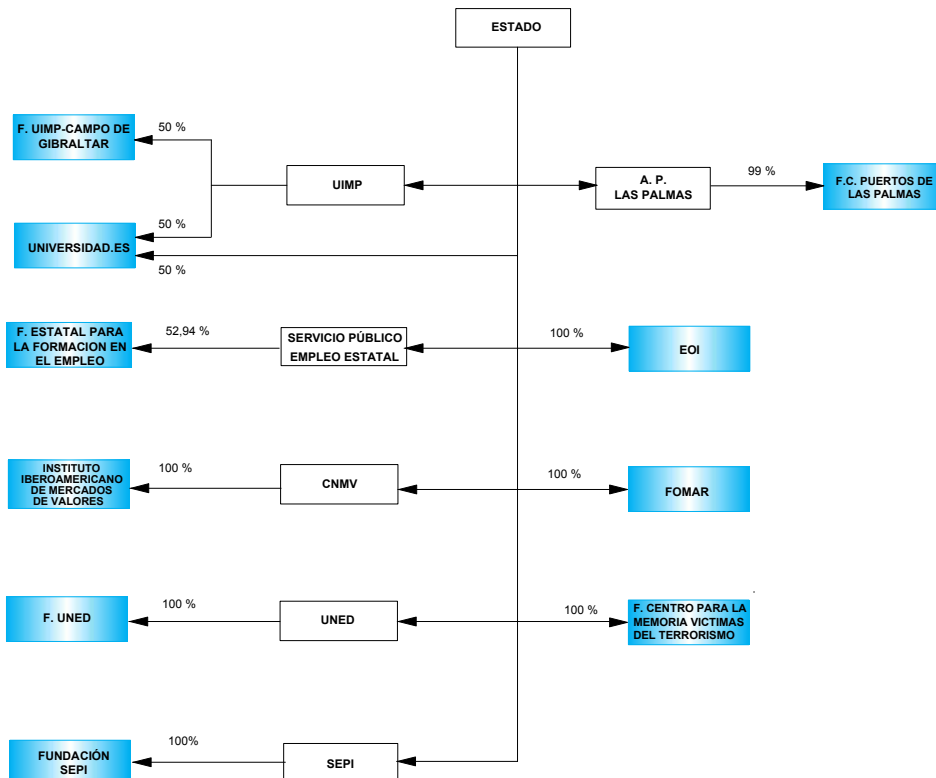 ESTADO
F. UIMP-CAMPO DE
GIBRALTAR
50 %
UIMP
A. P.
LAS PALMAS
99 %
F.C. PUERTOS DE
LAS PALMAS
50 %
UNIVERSIDAD.ES
50 %
F. ESTATAL PARA
LA FORMACION EN
EL EMPLEO
52,94 %
SERVICIO PÚBLICO
EMPLEO ESTATAL
100 %
EOI
INSTITUTO
IBEROAMERICANO
DE MERCADOS
DE VALORES
100 %
CNMV
100 %
FOMAR
F. UNED
100 %
UNED
100 %
F. CENTRO PARA LA
MEMORIA VICTIMAS
DEL TERRORISMO
FUNDACIÓN
SEPI
100%
SEPI